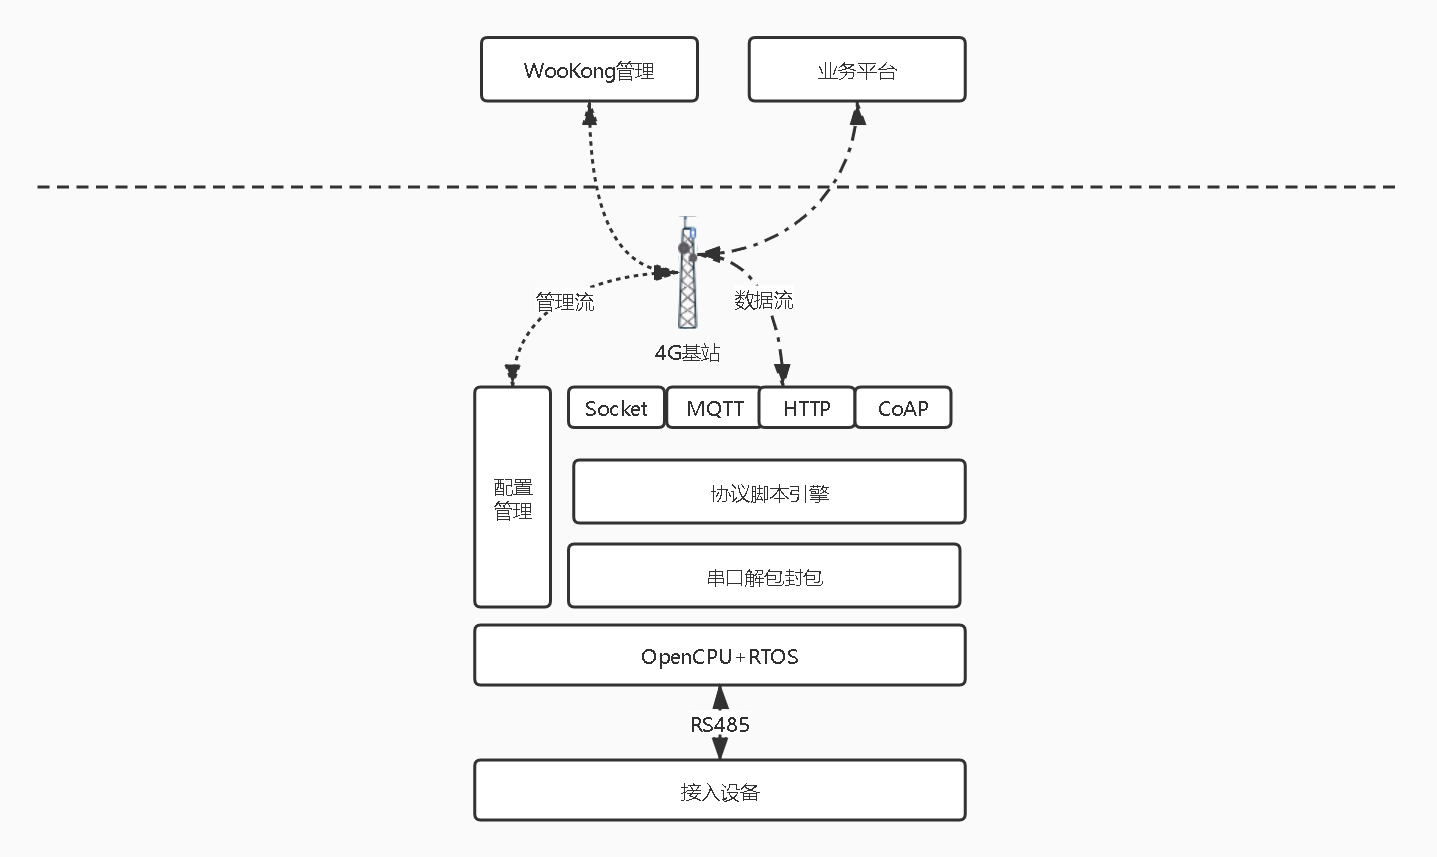 WooKong管理
业务平台
管理流
数据流
4G基站
Socket
MQTT
HTTP
CoAP
配置
管理
协议脚本引擎
串口解包封包
OpenCPU+RTOS
RS485
接入设备